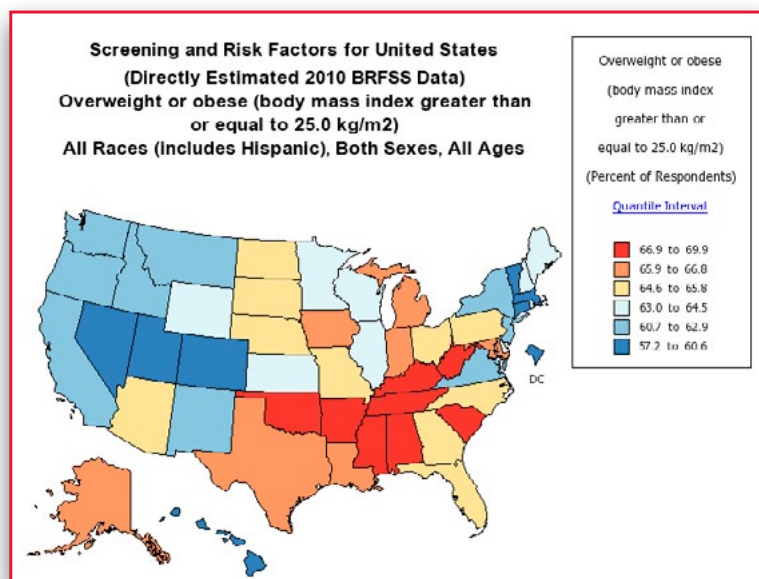 Screening and Risk Factors for United States
(Directly Estimated 2010 BRFSS Data)
Overweight or obese (body mass index greater than
or equal to 25.0 kg/m2)
All Races (includes Hispanic), Both Sexes, All Ages
Overweight or obese
(body mass index
greater than or
equal to 25.0 kg/m2)
(Percent of Respondents)
Quantile Interval
66.9 to 69.9
65.9 to 66.8
64.6 to 65.8
63.0 to 64.5
60.7 to 62.9
57.2 to 60.6
DC